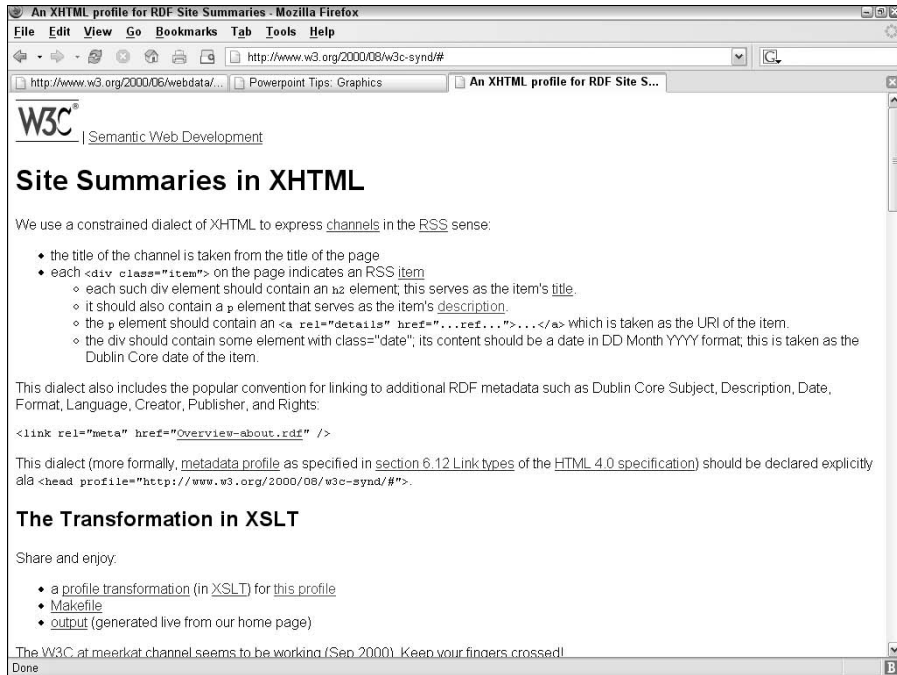 An XHTML profile for RDF Site Summaries - Mozilla Firefox
File Edit View Go Bookmarks Tab Tools Help
http://www.w3.org/2000/08/w3c-synd/#
G
http://www.w3.org/2000/06/webdata/... Powerpoint Tips: Graphics An XHTML profile for RDF Site S...
W3C® | Semantic Web Development
Site Summaries in XHTML
We use a constrained dialect of XHTML to express channels in the RSS sense:
• the title of the channel is taken from the title of the page
• each <div class="item"> on the page indicates an RSS item
◦ each such div element should contain an h2 element; this serves as the item's title.
◦ it should also contain a p element that serves as the item's description.
◦ the p element should contain an <a rel="details" href="...ref...">...</a> which is taken as the URI of the item.
◦ the div should contain some element with class="date"; its content should be a date in DD Month YYYY format; this is taken as the
Dublin Core date of the item.
This dialect also includes the popular convention for linking to additional RDF metadata such as Dublin Core Subject, Description, Date,
Format, Language, Creator, Publisher, and Rights:
<link rel="meta" href="Overview-about.rdf" />
This dialect (more formally, metadata profile as specified in section 6.12 Link types of the HTML 4.0 specification) should be declared explicitly
ala <head profile="http://www.w3.org/2000/08/w3c-synd/#">.
The Transformation in XSLT
Share and enjoy:
• a profile transformation (in XSLT) for this profile
• Makefile
• output (generated live from our home page)
The W3C at meerkat channel seems to be working (Sep 2000). Keep your fingers crossed!
Done
B